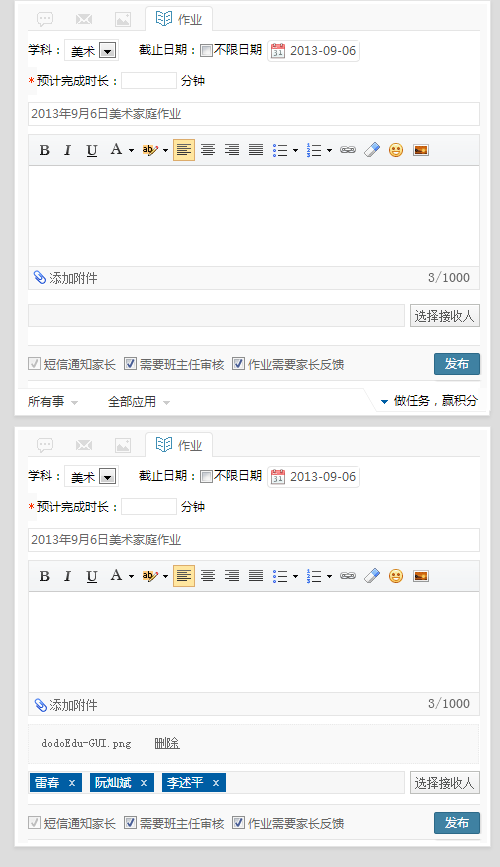 作业
学科：美术 截止日期：不限日期 31 2013-09-06
*预计完成时长： 分钟
2013年9月6日美术家庭作业
B I U A ab
添加附件 3/1000
选择接收人
短信通知家长 需要班主任审核 作业需要家长反馈 发布
所有事 全部应用 做任务，赢积分
作业
学科：美术 截止日期：不限日期 31 2013-09-06
*预计完成时长： 分钟
2013年9月6日美术家庭作业
B I U A ab
添加附件 3/1000
dodoEdu-GUI.png 删除
雷春 x 阮灿斌 x 李述平 x 选择接收人
短信通知家长 需要班主任审核 作业需要家长反馈 发布